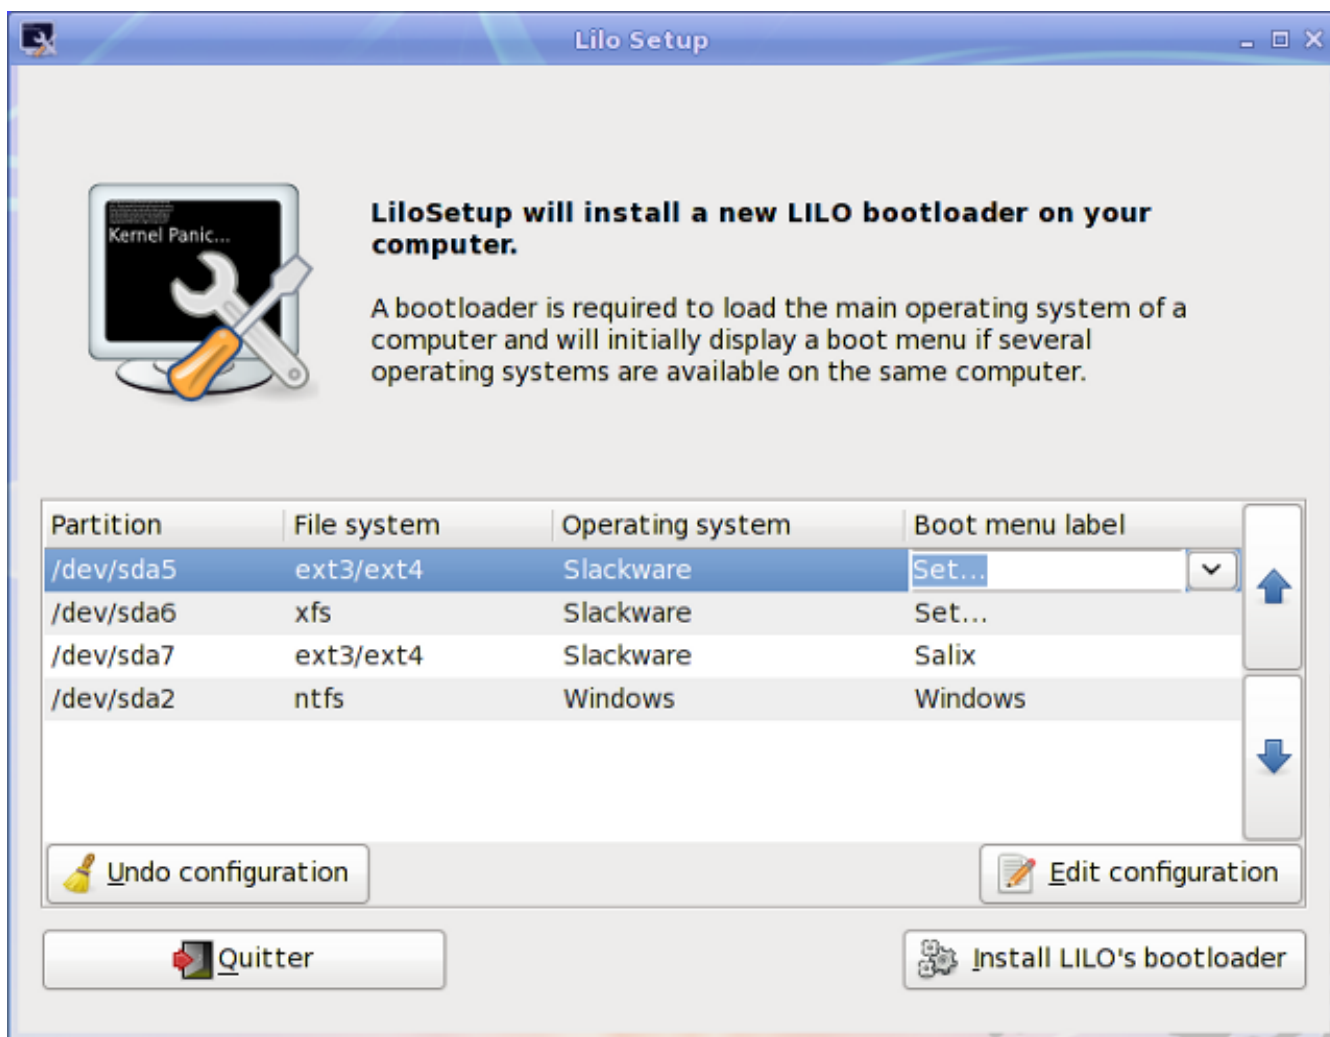 Lilo Setup
Kernel Panic...
LiloSetup will install a new LILO bootloader on your
computer.
A bootloader is required to load the main operating system of a
computer and will initially display a boot menu if several
operating systems are available on the same computer.
Partition File system Operating system Boot menu label
/dev/sda5 ext3/ext4 Slackware Set...
/dev/sda6 xfs Slackware Set...
/dev/sda7 ext3/ext4 Slackware Salix
/dev/sda2 ntfs Windows Windows
Undo configuration Edit configuration
Quitter Install LILO's bootloader